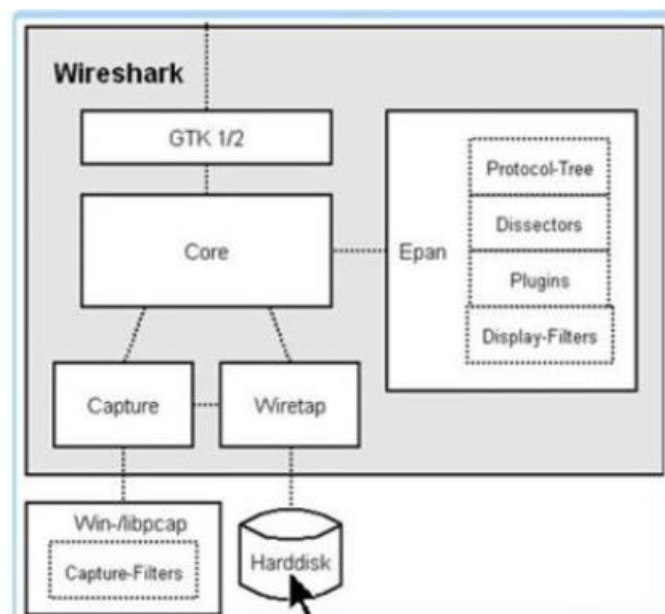 Wireshark
GTK 1/2
Core
Epan
Protocol-Tree
Dissectors
Plugins
Display-Filters
Capture
Wiretap
Win-/libpcap
Capture-Filters
Harddisk